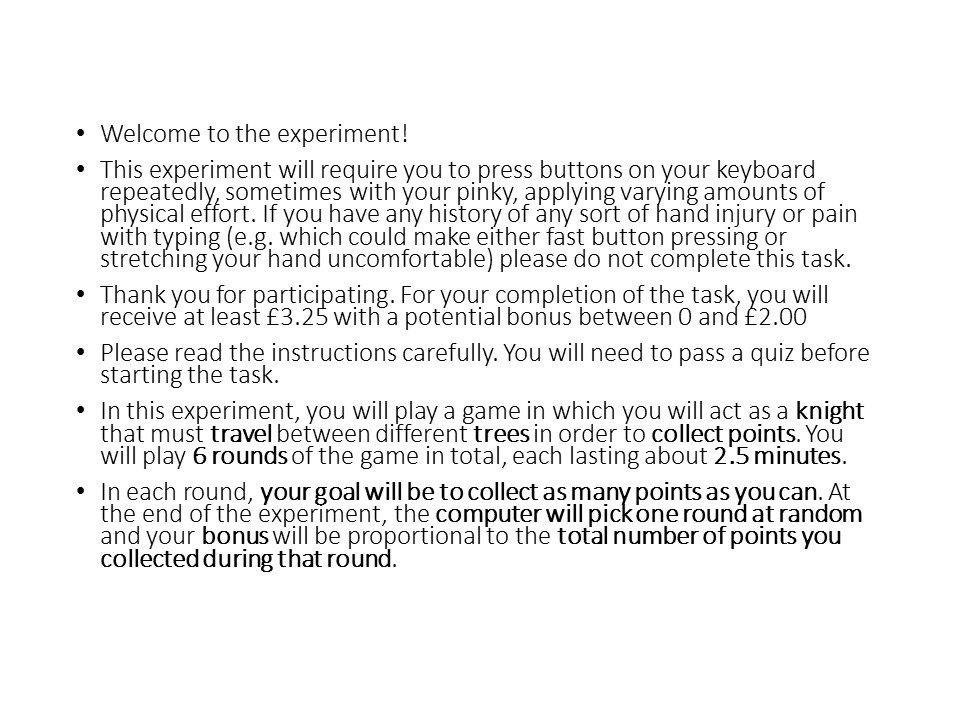 • Welcome to the experiment!
• This experiment will require you to press buttons on your keyboard
repeatedly, sometimes with your pinky, applying varying amounts of
physical effort. If you have any history of any sort of hand injury or pain
with typing (e.g. which could make either fast button pressing or
stretching your hand uncomfortable) please do not complete this task.
• Thank you for participating. For your completion of the task, you will
receive at least £3.25 with a potential bonus between 0 and £2.00
• Please read the instructions carefully. You will need to pass a quiz before
starting the task.
• In this experiment, you will play a game in which you will act as a knight
that must travel between different trees in order to collect points. You
will play 6 rounds of the game in total, each lasting about 2.5 minutes.
• In each round, your goal will be to collect as many points as you can. At
the end of the experiment, the computer will pick one round at random
and your bonus will be proportional to the total number of points you
collected during that round.